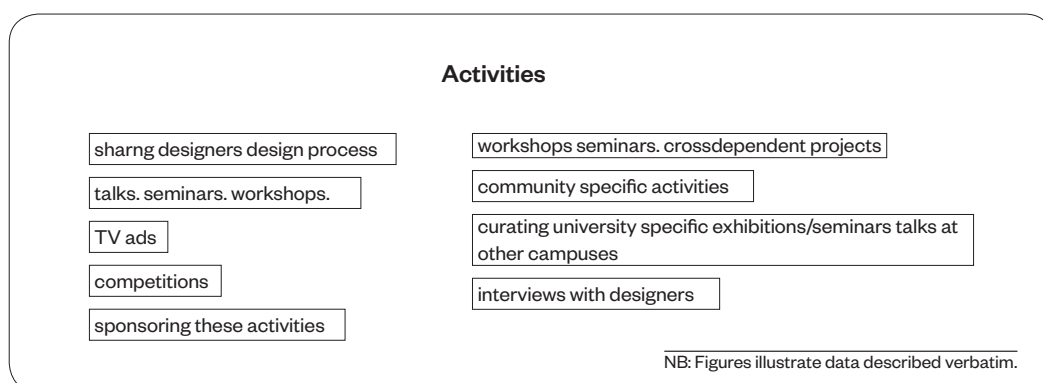 Activities
sharng designers design process
talks. seminars. workshops.
TV ads
competitions
sponsoring these activities
workshops seminars. crossdependent projects
community specific activities
curating university specific exhibitions/seminars talks at
other campuses
interviews with designers
NB: Figures illustrate data described verbatim.